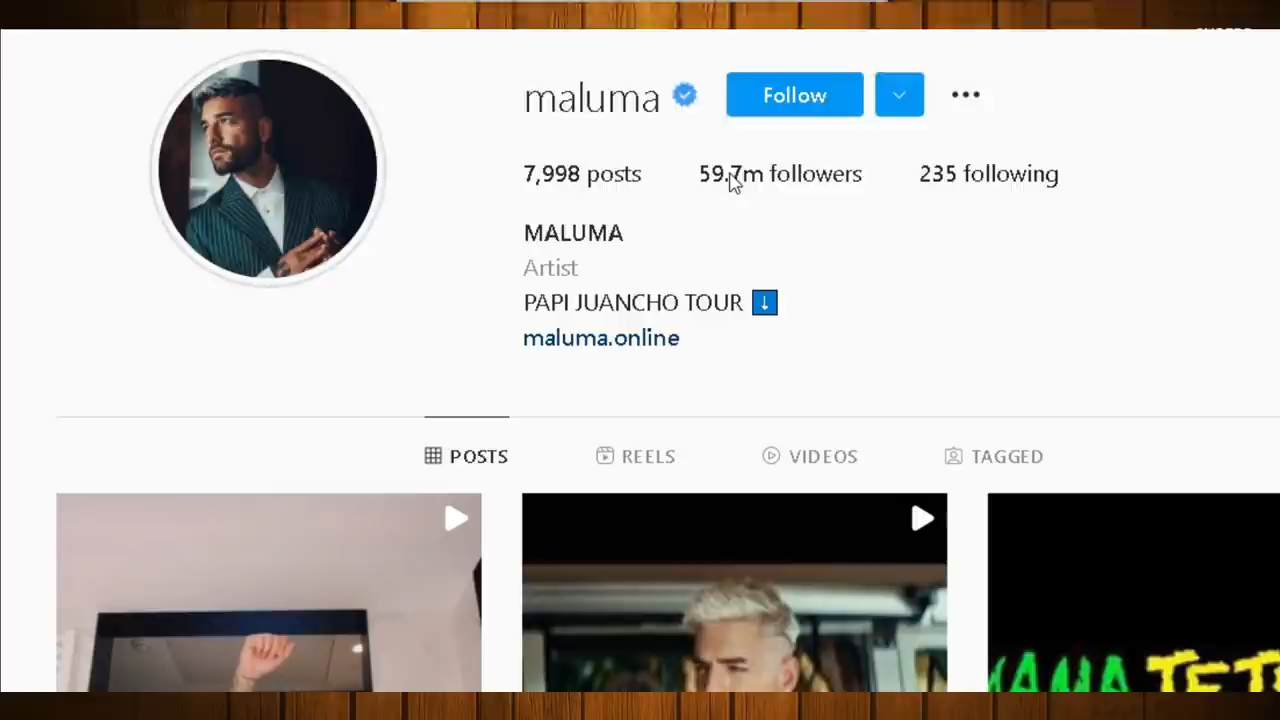 maluma Follow
7,998 posts 59.7m followers 235 following
MALUMA
Artist
PAPI JUANCHO TOUR ⬇️
maluma.online
POSTS REELS VIDEOS TAGGED